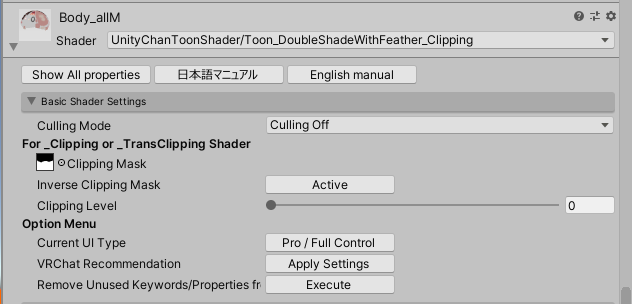 Body_allM
Shader UnityChanToonShader/Toon_DoubleShadeWithFeather_Clipping
Show All properties 日本語マニュアル English manual
Basic Shader Settings
Culling Mode Culling Off
For _Clipping or _TransClipping Shader
Clipping Mask
Inverse Clipping Mask Active
Clipping Level 0
Option Menu
Current UI Type Pro / Full Control
VRChat Recommendation Apply Settings
Remove Unused Keywords/Properties fr Execute